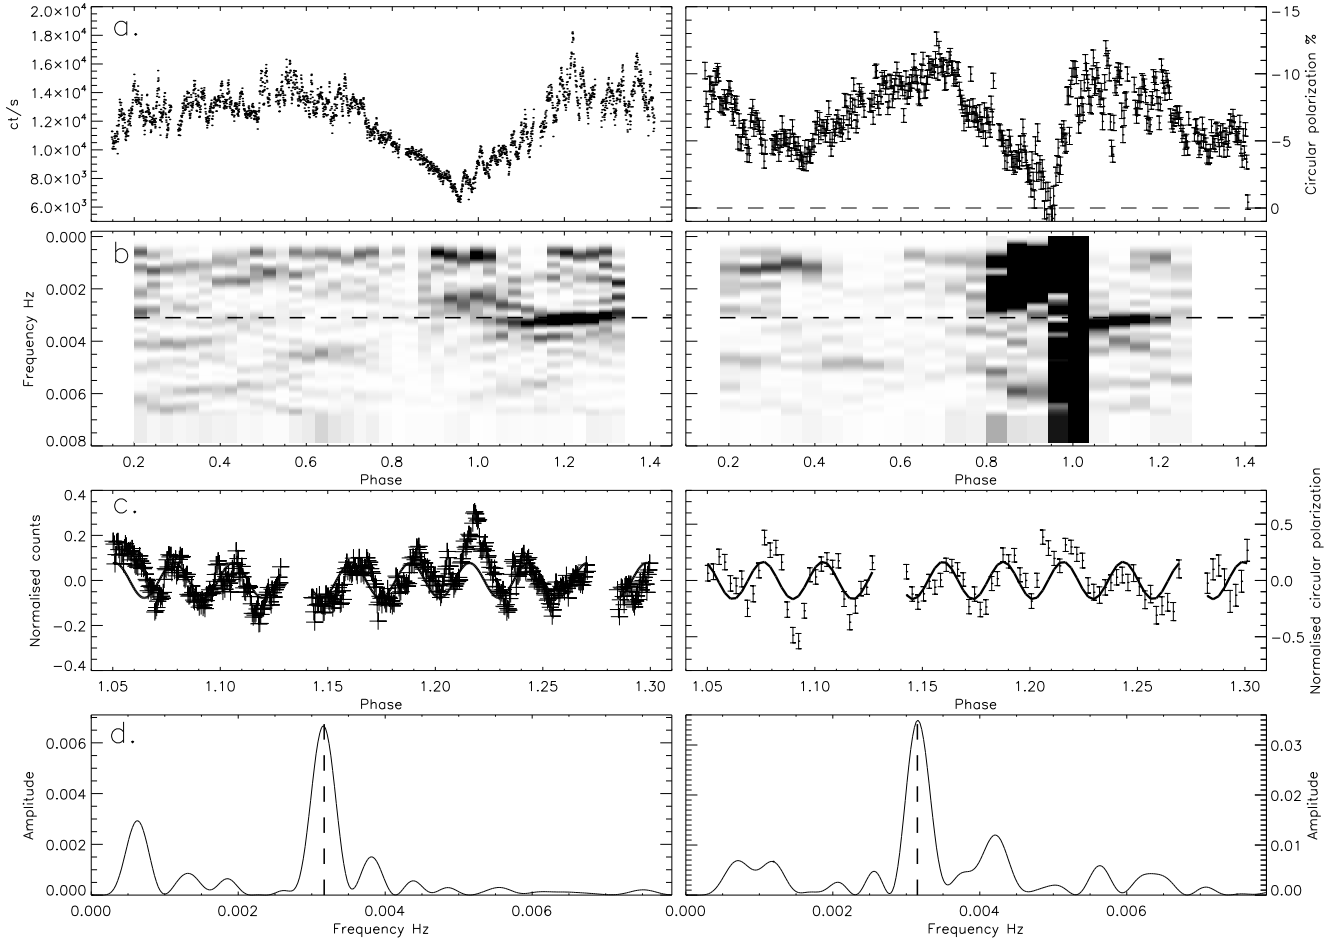 a.
2.0×10⁴
1.8×10⁴
1.6×10⁴
1.4×10⁴
1.2×10⁴
1.0×10⁴
8.0×10³
6.0×10³
ct/s
−15
−10
−5
0
Circular polarization %
b
0.000
0.002
0.004
0.006
0.008
Frequency Hz
0.2 0.4 0.6 0.8 1.0 1.2 1.4
Phase
0.2 0.4 0.6 0.8 1.0 1.2 1.4
Phase
c.
0.4
0.2
0.0
−0.2
−0.4
Normalised counts
0.5
0.0
−0.5
Normalised circular polarization
1.05 1.10 1.15 1.20 1.25 1.30
Phase
1.05 1.10 1.15 1.20 1.25 1.30
Phase
d.
0.006
0.004
0.002
0.000
Amplitude
0.03
0.02
0.01
0.00
Amplitude
0.000 0.002 0.004 0.006
Frequency Hz
0.000 0.002 0.004 0.006
Frequency Hz